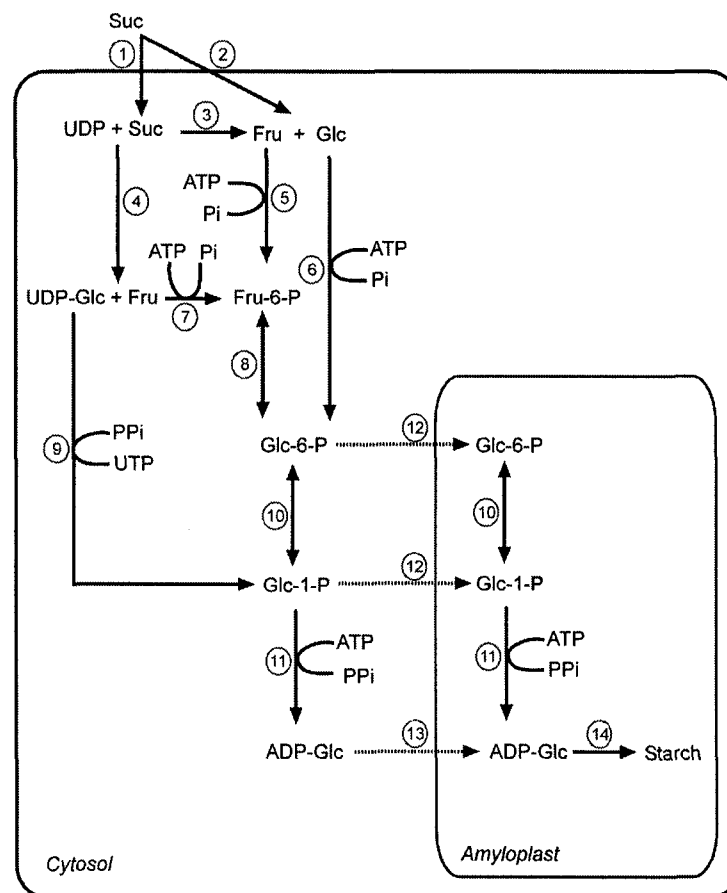 Suc
1
2
UDP + Suc
3
Fru + Glc
4
ATP
Pi
5
ATP
Pi
6
ATP
Pi
UDP-Glc + Fru
7
Fru-6-P
8
9
PPi
UTP
Glc-6-P
12
Glc-6-P
10
10
Glc-1-P
12
Glc-1-P
11
ATP
PPi
11
ATP
PPi
ADP-Glc
13
ADP-Glc
14
Starch
Cytosol
Amyloplast